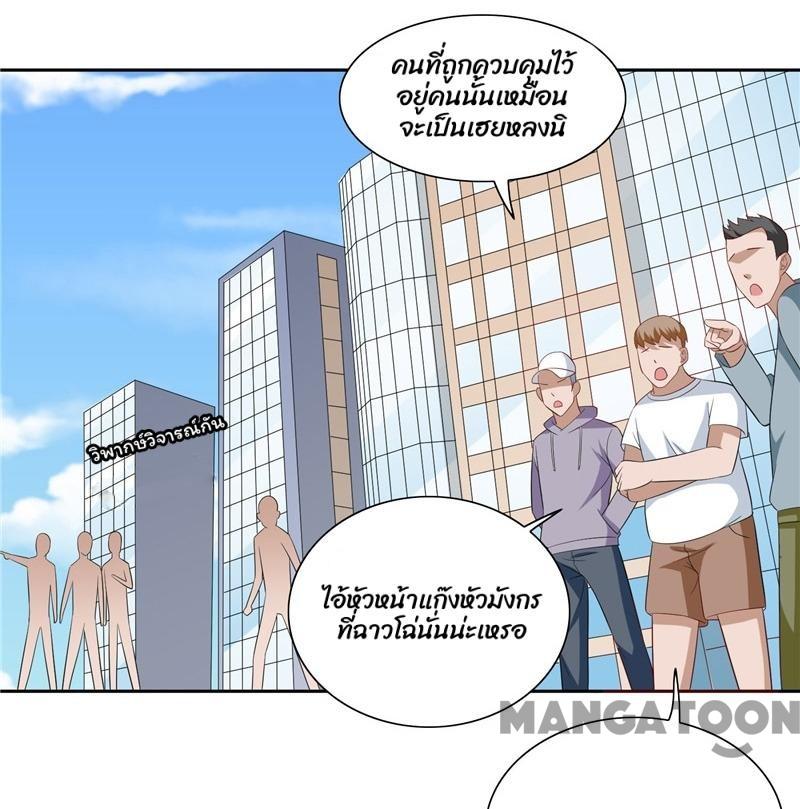 คนที่ถูกควบคุมไว้
อยู่คนนั้นเหมือน
จะเป็นเฮยหลงนิ
วิพากษ์วิจารณ์กัน
ไอ้หัวหน้าแก๊งหัวมังกร
ที่ฉาวโฉ่นั่นน่ะเหรอ
MANGATOON